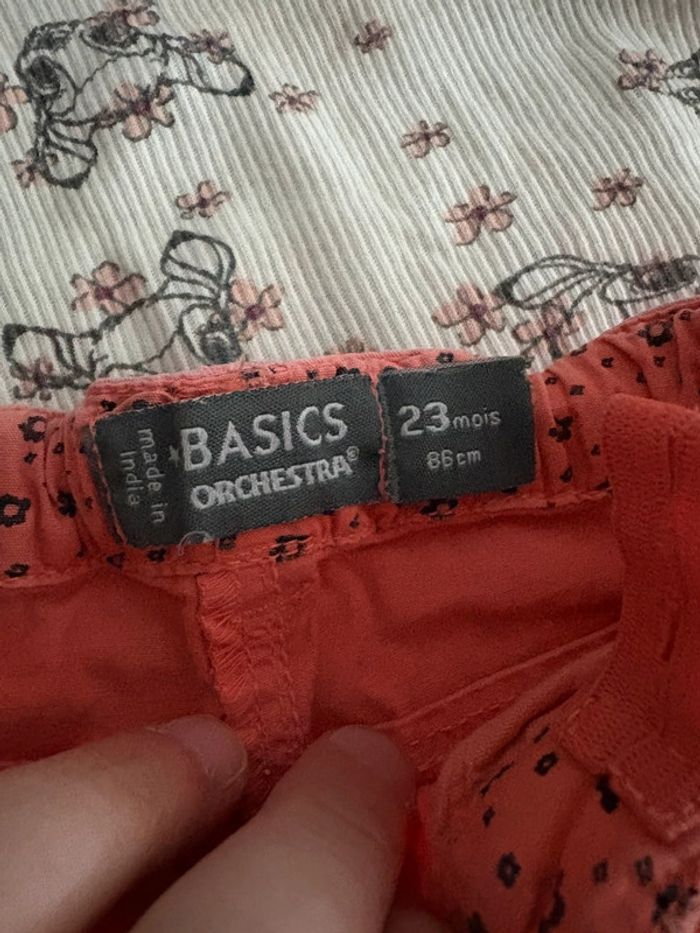 made in
India
BASICS
ORCHESTRA®
23 mois
86cm